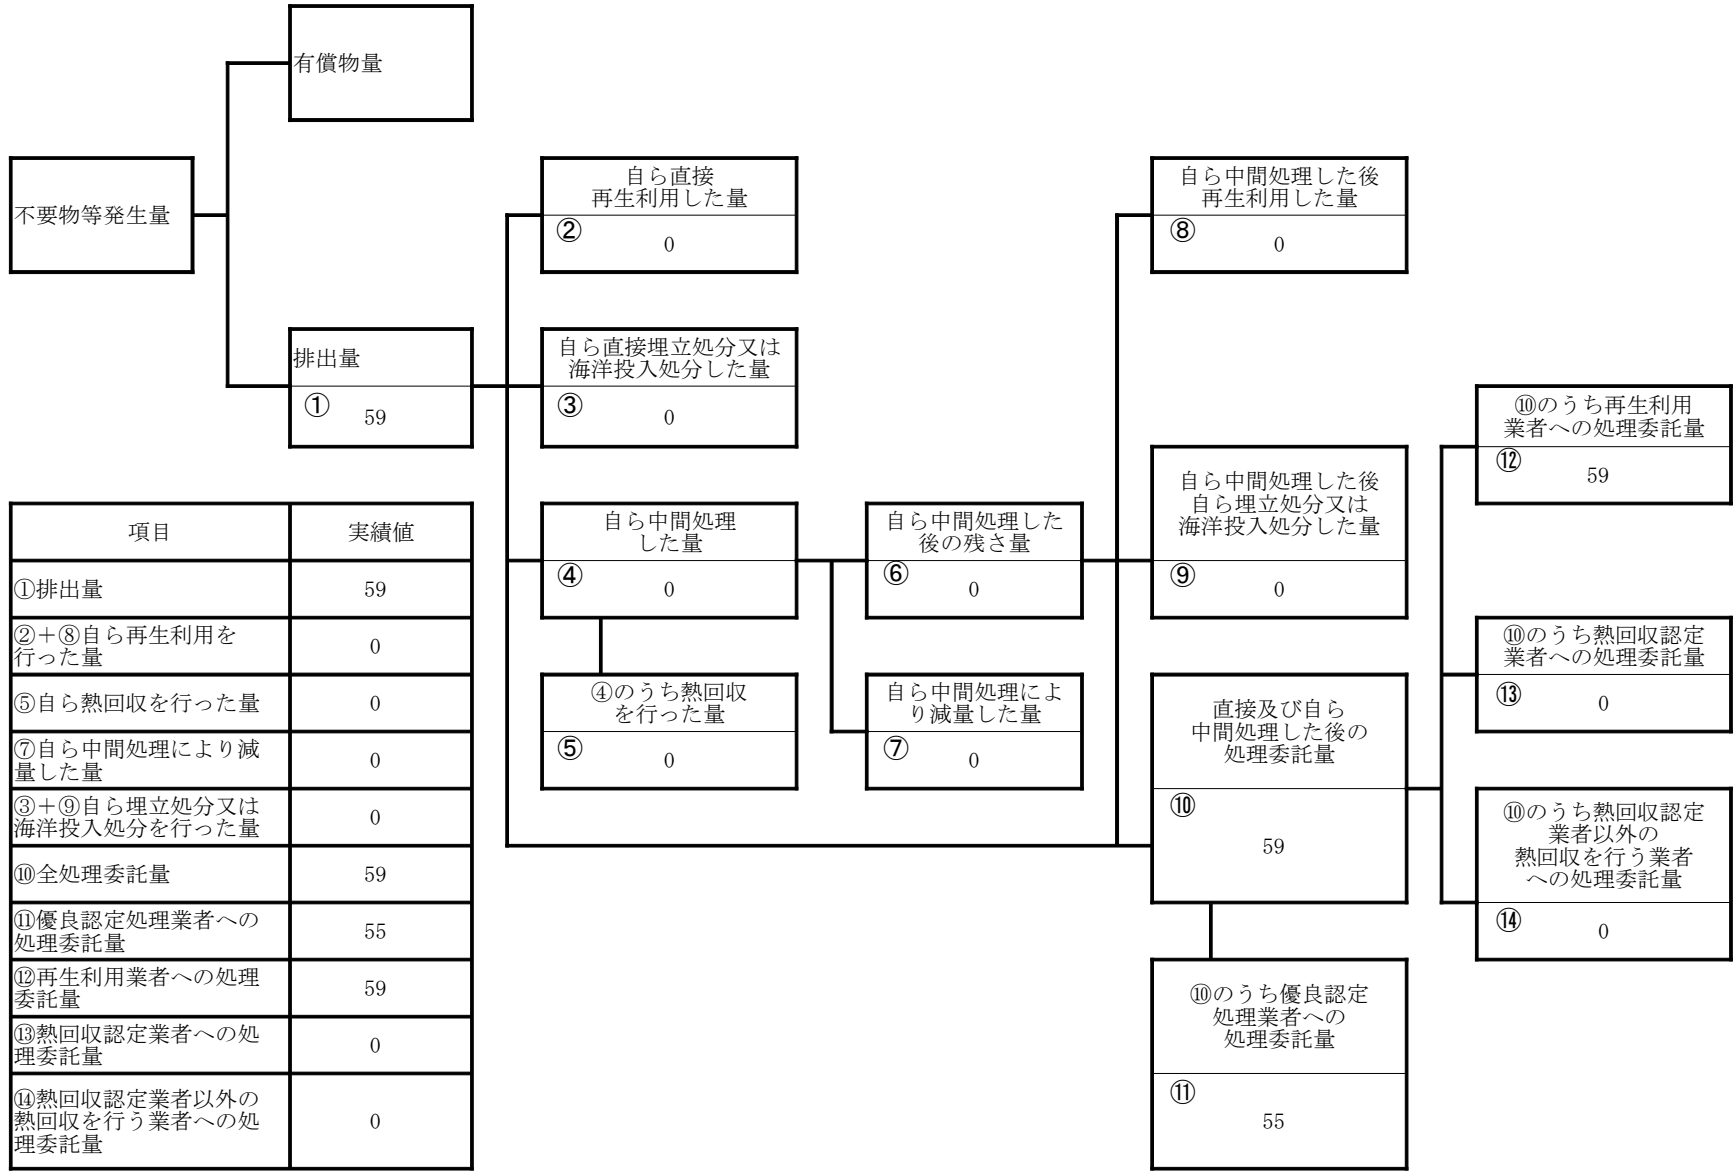 有償物量
不要物等発生量
自ら直接
再生利用した量
②
0
自ら中間処理した後
再生利用した量
⑧
0
排出量
①
59
自ら直接埋立処分又は
海洋投入処分した量
③
0
⑩のうち再生利用
業者への処理委託量
⑫
59
自ら中間処理
した量
④
0
自ら中間処理した
後の残さ量
⑥
0
自ら中間処理した後
自ら埋立処分又は
海洋投入処分した量
⑨
0
④のうち熱回収
を行った量
⑤
0
自ら中間処理によ
り減量した量
⑦
0
直接及び自ら
中間処理した後の
処理委託量
⑩
59
⑩のうち熱回収認定
業者への処理委託量
⑬
0
⑩のうち熱回収認定
業者以外の
熱回収を行う業者
への処理委託量
⑭
0
⑩のうち優良認定
処理業者への
処理委託量
⑪
55
項目
実績値
①排出量
59
②＋⑧自ら再生利用を
行った量
0
⑤自ら熱回収を行った量
0
⑦自ら中間処理により減
量した量
0
③＋⑨自ら埋立処分又は
海洋投入処分を行った量
0
⑩全処理委託量
59
⑪優良認定処理業者への
処理委託量
55
⑫再生利用業者への処理
委託量
59
⑬熱回収認定業者への処
理委託量
0
⑭熱回収認定業者以外の
熱回収を行う業者への処
理委託量
0